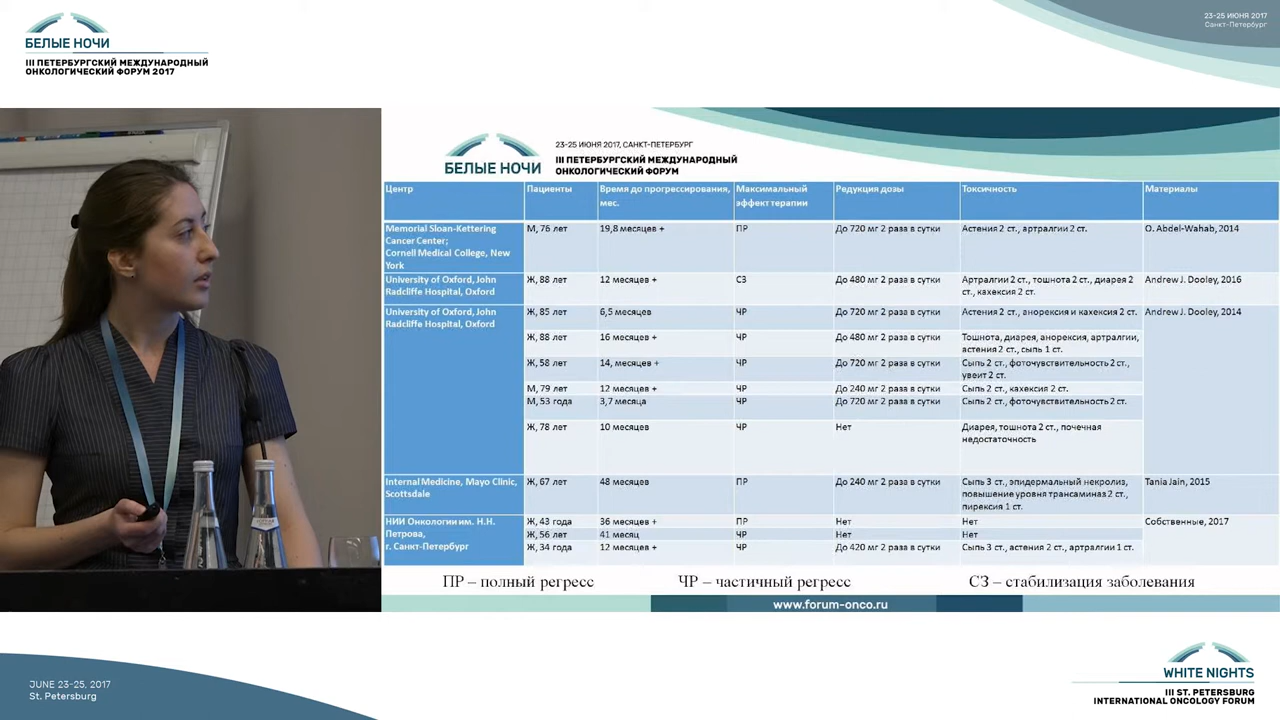 БЕЛЫЕ НОЧИ
III ПЕТЕРБУРГСКИЙ МЕЖДУНАРОДНЫЙ
ОНКОЛОГИЧЕСКИЙ ФОРУМ 2017
23-25 ИЮНЯ 2017
Санкт-Петербург
БЕЛЫЕ НОЧИ
23-25 ИЮНЯ 2017, САНКТ-ПЕТЕРБУРГ
III ПЕТЕРБУРГСКИЙ МЕЖДУНАРОДНЫЙ
ОНКОЛОГИЧЕСКИЙ ФОРУМ
Центр
Пациенты
Время до прогрессирования,
мес.
Максимальный
эффект терапии
Редукция дозы
Токсичность
Материалы
Memorial Sloan-Kettering
Cancer Center;
Cornell Medical College, New
York
М, 76 лет
19,8 месяцев +
ПР
До 720 мг 2 раза в сутки
Астения 2 ст., артралгии 2 ст.
O. Abdel-Wahab, 2014
University of Oxford, John
Radcliffe Hospital, Oxford
Ж, 88 лет
12 месяцев +
СЗ
До 480 мг 2 раза в сутки
Артралгии 2 ст., тошнота 2 ст., диарея 2
ст., кахексия 2 ст.
Andrew J. Dooley, 2016
University of Oxford, John
Radcliffe Hospital, Oxford
Ж, 85 лет
6,5 месяцев
ЧР
До 720 мг 2 раза в сутки
Астения 2 ст., анорексия и кахексия 2 ст.
Andrew J. Dooley, 2014
Ж, 88 лет
16 месяцев +
ЧР
До 480 мг 2 раза в сутки
Тошнота, диарея, анорексия, артралгии,
астения 2 ст., сыпь 1 ст.
Ж, 58 лет
14, месяцев +
ЧР
До 720 мг 2 раза в сутки
Сыпь 2 ст., фоточувствительность 2 ст.,
увеит 2 ст.
М, 79 лет
12 месяцев +
ЧР
До 240 мг 2 раза в сутки
Сыпь 2 ст., кахексия 2 ст.
М, 53 года
3,7 месяца
ЧР
До 720 мг 2 раза в сутки
Сыпь 2 ст., фоточувствительность 2 ст.
Ж, 78 лет
10 месяцев
ЧР
Нет
Диарея, тошнота 2 ст., почечная
недостаточность
Internal Medicine, Mayo Clinic,
Scottsdale
Ж, 67 лет
48 месяцев
ПР
До 240 мг 2 раза в сутки
Сыпь 3 ст., эпидермальный некролиз,
повышение уровня трансаминаз 2 ст.,
пирексия 1 ст.
Tania Jain, 2015
НИИ Онкологии им. Н.Н.
Петрова,
г. Санкт-Петербург
Ж, 43 года
36 месяцев +
ПР
Нет
Нет
Собственные, 2017
Ж, 56 лет
41 месяц
ЧР
Нет
Нет
Ж, 34 года
12 месяцев +
ЧР
До 420 мг 2 раза в сутки
Сыпь 3 ст., астения 2 ст., артралгии 1 ст.
ПР – полный регресс
ЧР – частичный регресс
СЗ – стабилизация заболевания
www.forum-onco.ru
JUNE 23-25, 2017
St. Petersburg
WHITE NIGHTS
III ST. PETERSBURG
INTERNATIONAL ONCOLOGY FORUM